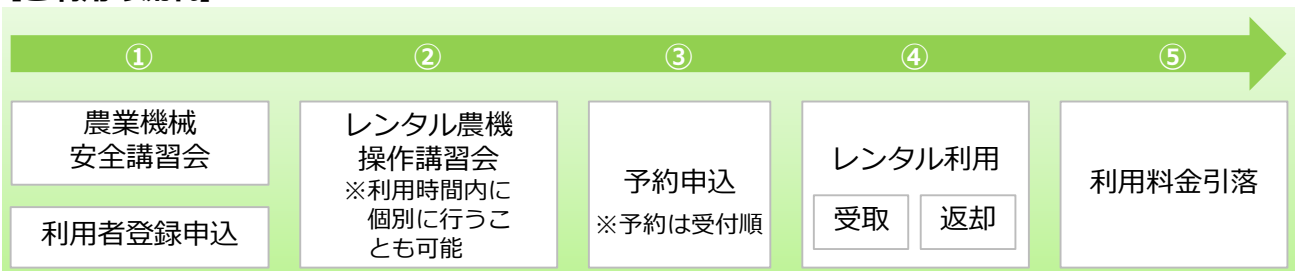 ①
②
③
④
⑤
農業機械
安全講習会
利用者登録申込
レンタル農機
操作講習会
※利用時間内に
個別に行うこ
とも可能
予約申込
※予約は受付順
レンタル利用
受取
返却
利用料金引落